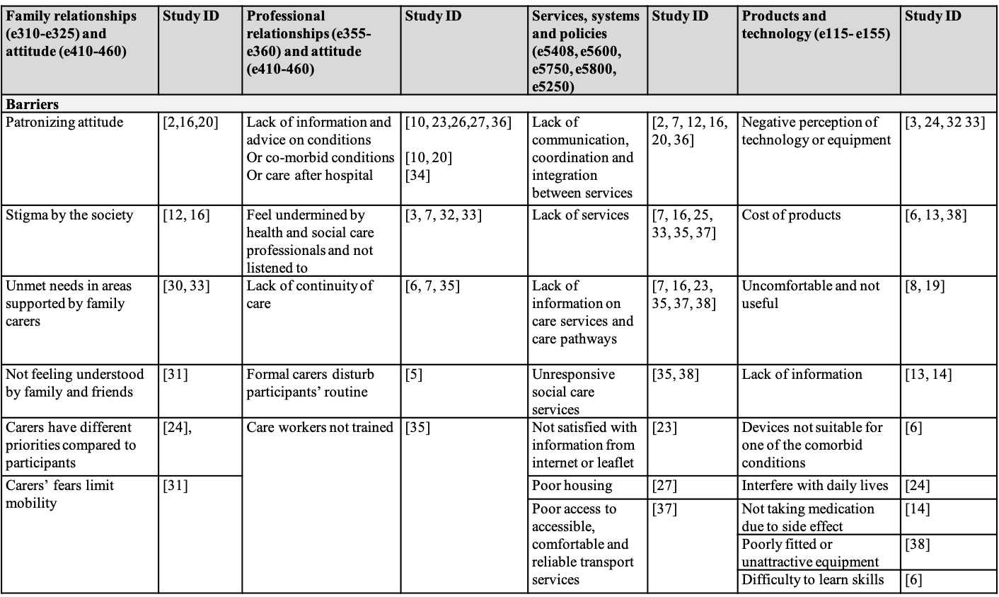 Family relationships
(e310-e325) and
attitude (e410-460)
Study ID
Professional
relationships (e355-
e360) and attitude
(e410-460)
Study ID
Services, systems
and policies
(e5408, e5600,
e5750, e5800,
e5250)
Study ID
Products and
technology (e115- e155)
Study ID
Barriers
Patronizing attitude
[2,16,20]
Lack of information and
advice on conditions
Or co-morbid conditions
Or care after hospital
[10, 23,26,27, 36]
[10, 20]
[34]
Lack of
communication,
coordination and
integration
between services
[2, 7, 12, 16,
20, 36]
Negative perception of
technology or equipment
[3, 24, 32 33]
Stigma by the society
[12, 16]
Feel undermined by
health and social care
professionals and not
listened to
[3, 7, 32, 33]
Lack of services
[7, 16, 25,
33, 35, 37]
Cost of products
[6, 13, 38]
Unmet needs in areas
supported by family
carers
[30, 33]
Lack of continuity of
care
[6, 7, 35]
Lack of
information on
care services and
care pathways
[7, 16, 23,
35, 37, 38]
Uncomfortable and not
useful
[8, 19]
Not feeling understood
by family and friends
[31]
Formal carers disturb
participants’ routine
[5]
Unresponsive
social care
services
[35, 38]
Lack of information
[13, 14]
Carers have different
priorities compared to
participants
[24],
Care workers not trained
[35]
Not satisfied with
information from
internet or leaflet
[23]
Devices not suitable for
one of the comorbid
conditions
[6]
Carers’ fears limit
mobility
[31]
Poor housing
[27]
Interfere with daily lives
[24]
Poor access to
accessible,
comfortable and
reliable transport
services
[37]
Not taking medication
due to side effect
[14]
Poorly fitted or
unattractive equipment
[38]
Difficulty to learn skills
[6]